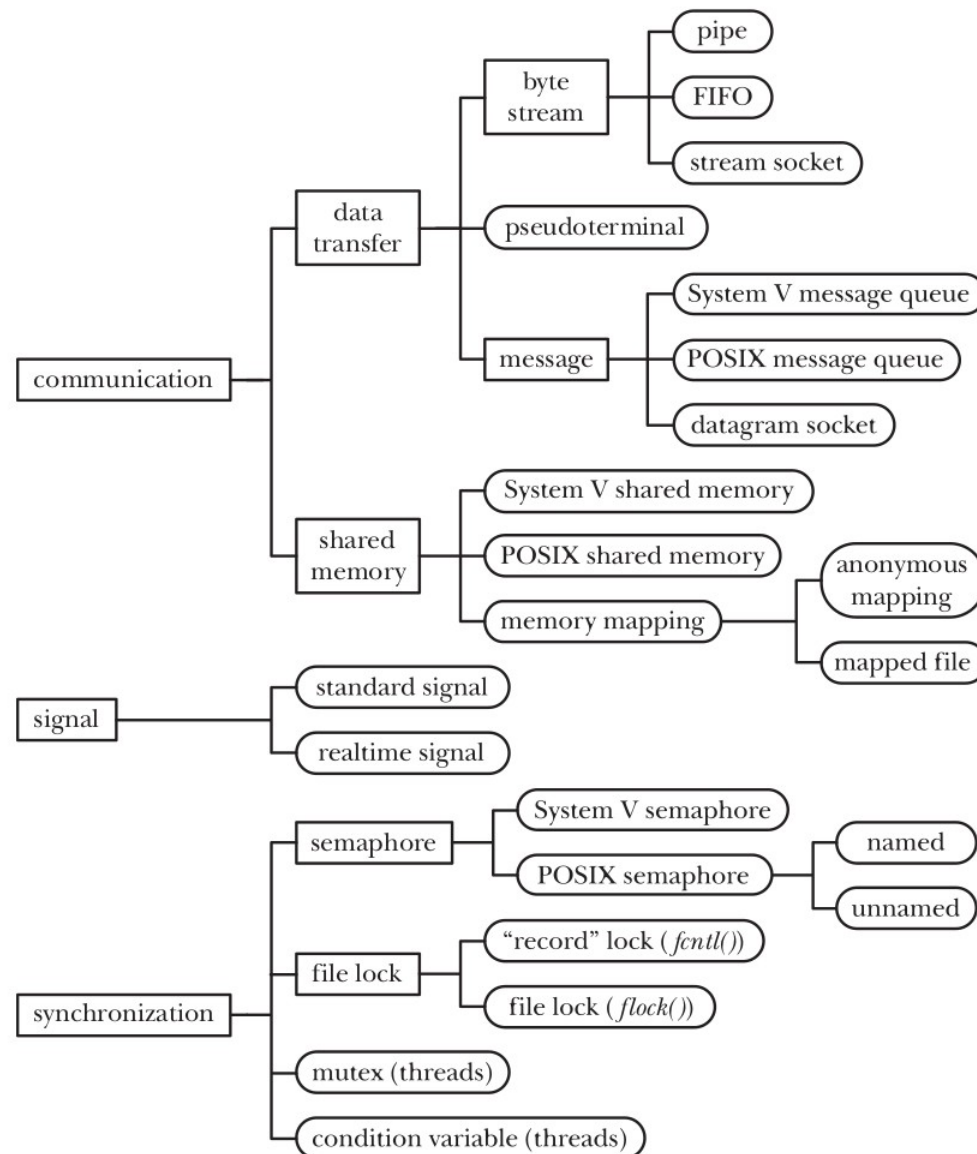 pipe
byte
stream
FIFO
stream socket
data
transfer
pseudoterminal
System V message queue
message
POSIX message queue
communication
datagram socket
System V shared memory
shared
memory
POSIX shared memory
anonymous
mapping
memory mapping
mapped file
standard signal
signal
realtime signal
System V semaphore
semaphore
named
POSIX semaphore
unnamed
“record” lock (fcntl())
file lock
file lock (flock())
synchronization
mutex (threads)
condition variable (threads)